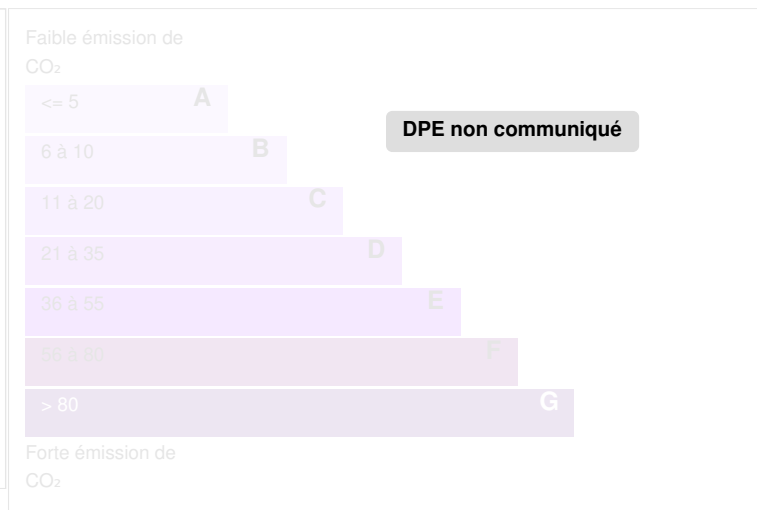 Faible émission de
CO₂
<= 5 A
DPE non communiqué
6 à 10 B
11 à 20 C
21 à 35 D
36 à 55 E
56 à 80 F
> 80 G
Forte émission de
CO₂